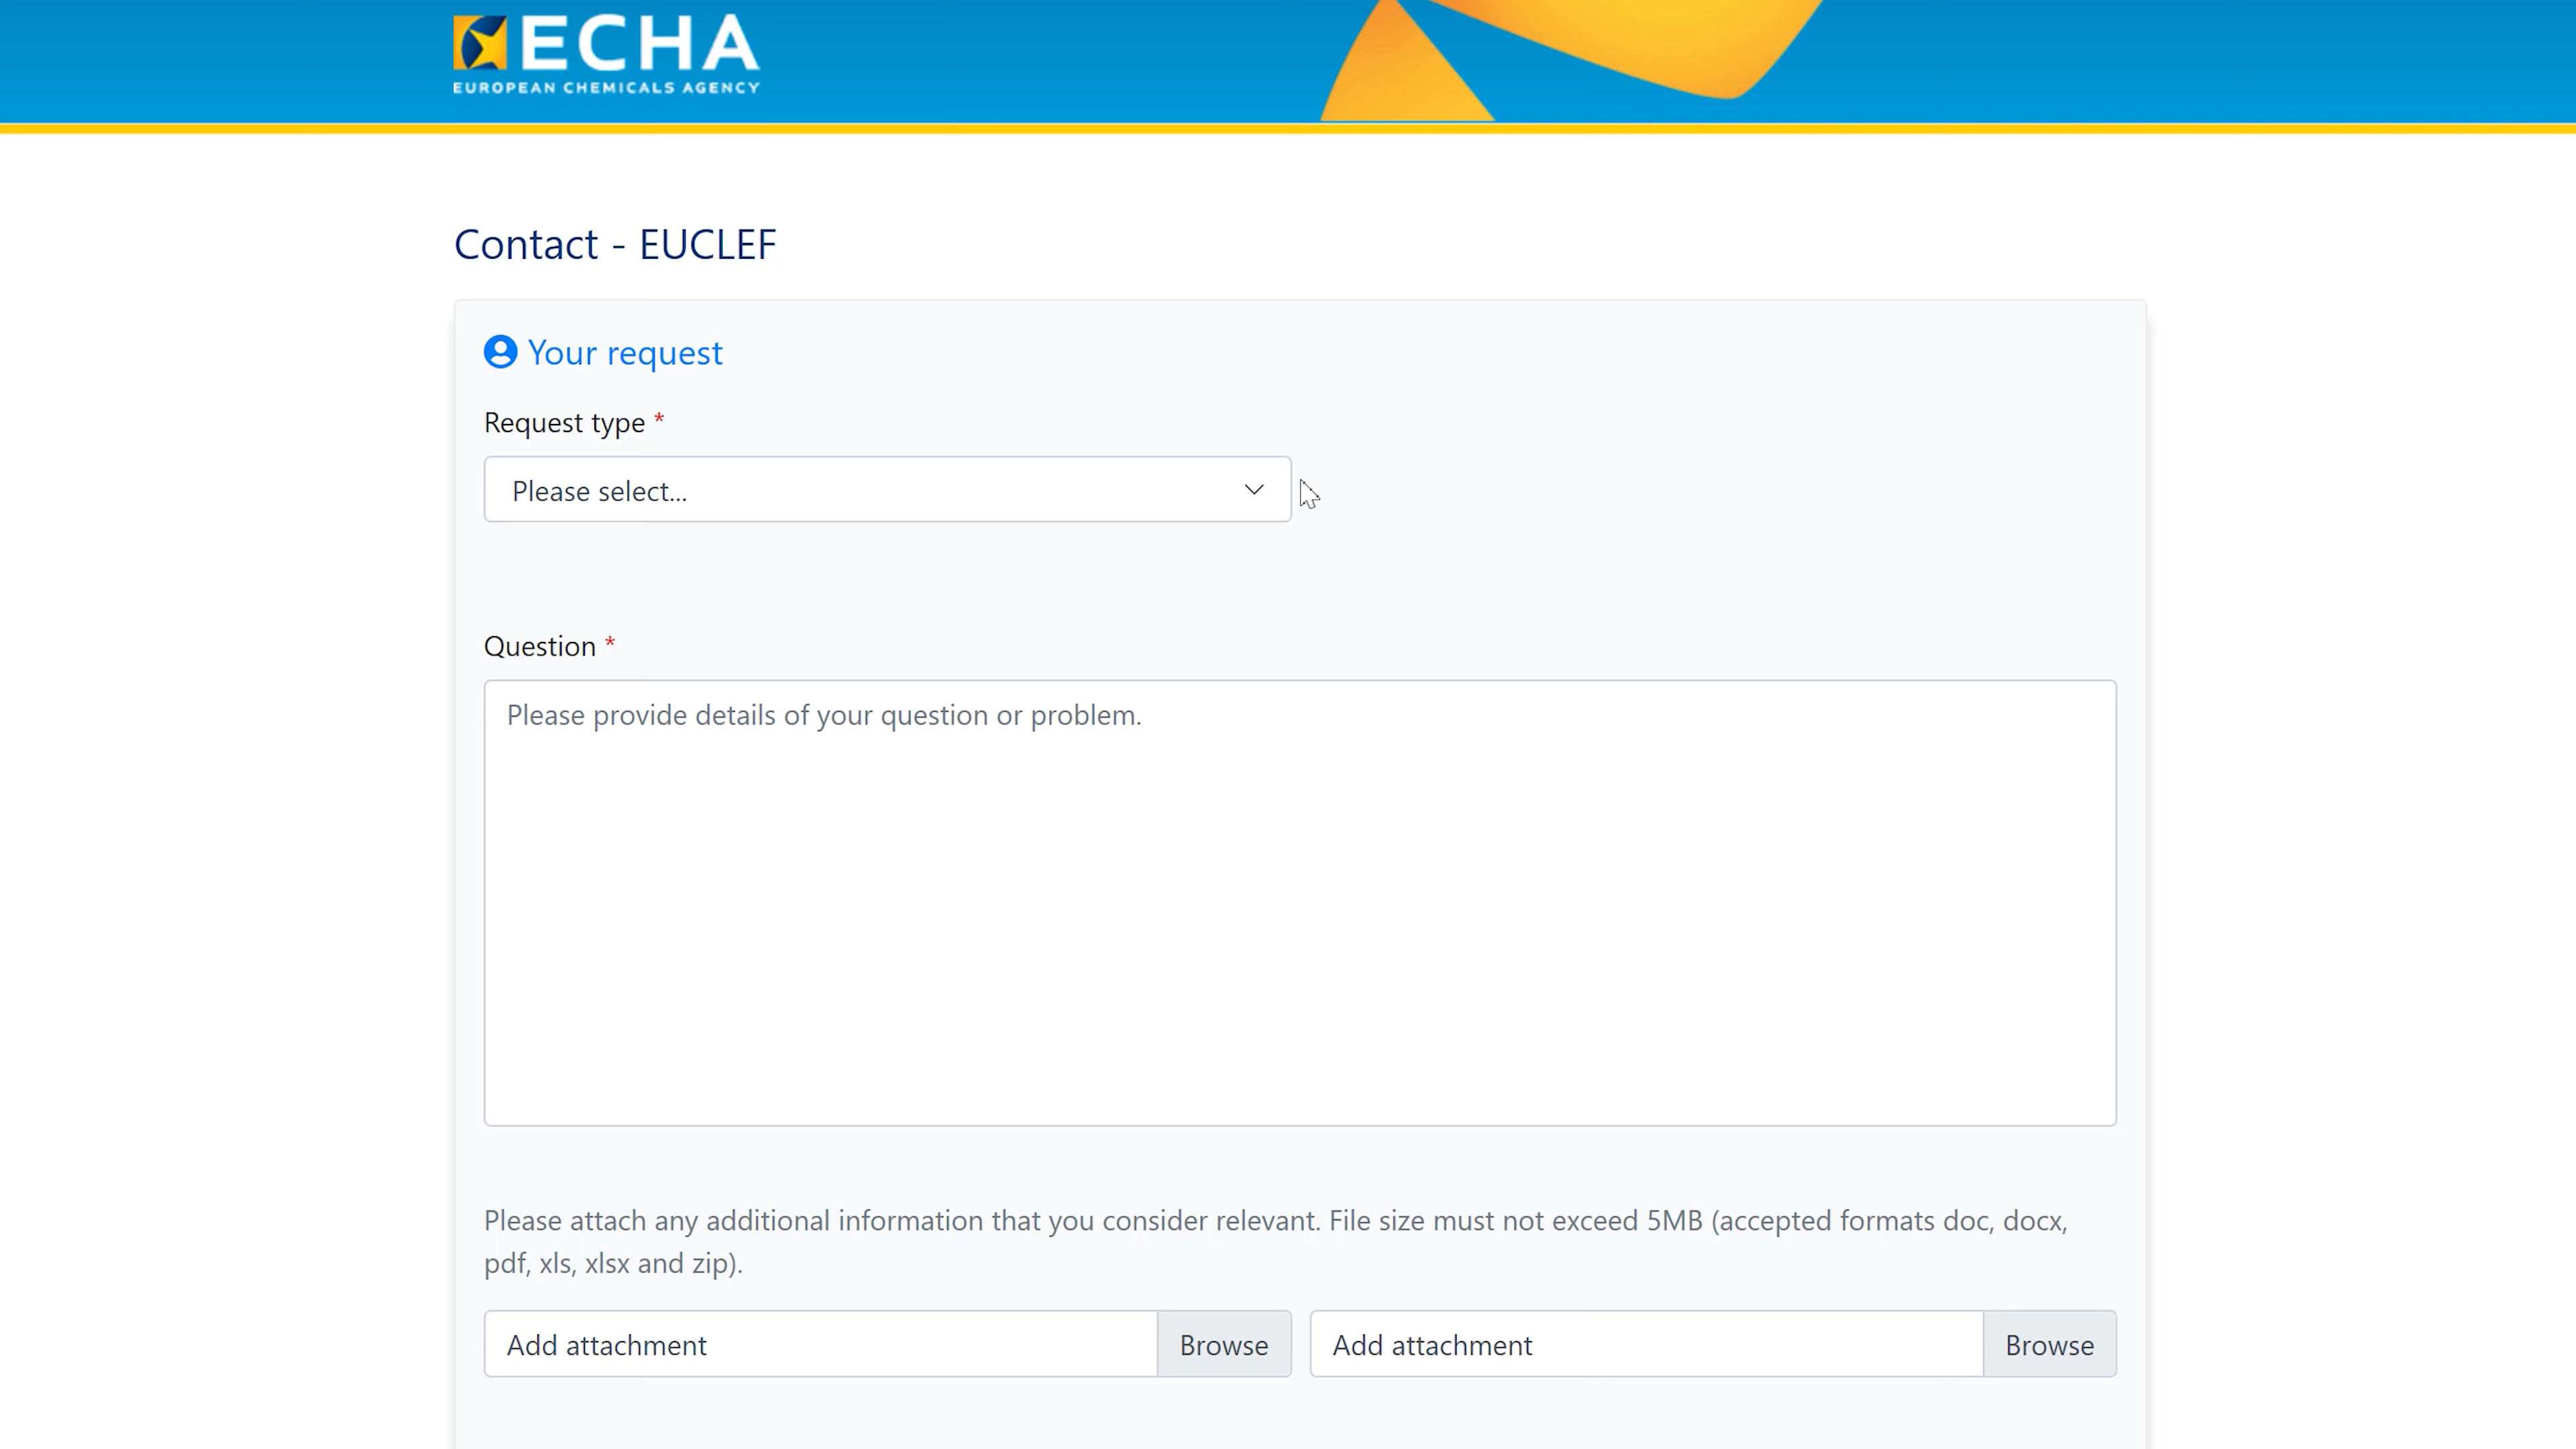 ECHA
EUROPEAN CHEMICALS AGENCY
Contact - EUCLEF
Your request
Request type *
Please select...
Question *
Please provide details of your question or problem.
Please attach any additional information that you consider relevant. File size must not exceed 5MB (accepted formats doc, docx,
pdf, xls, xlsx and zip).
Add attachment Browse Add attachment Browse